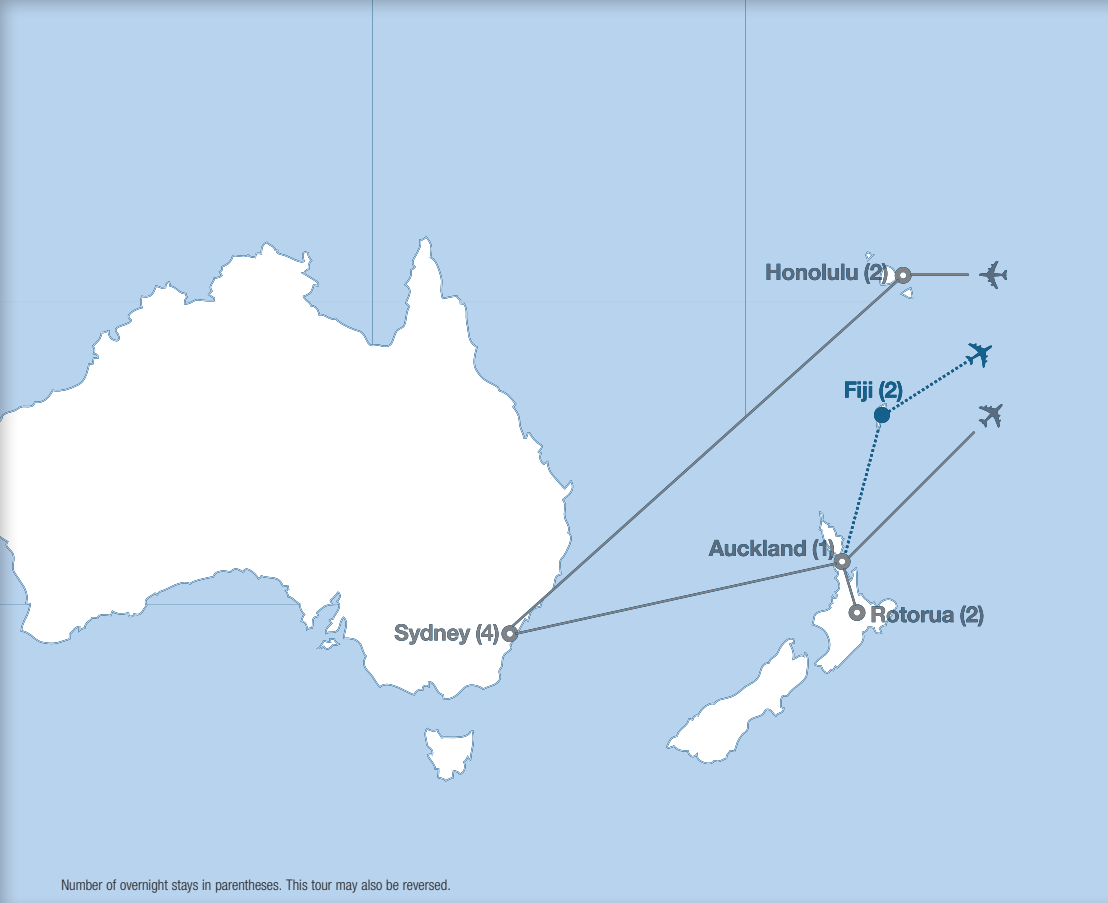 Honolulu (2)
Fiji (2)
Auckland (1)
Rotorua (2)
Sydney (4)
Number of overnight stays in parentheses. This tour may also be reversed.